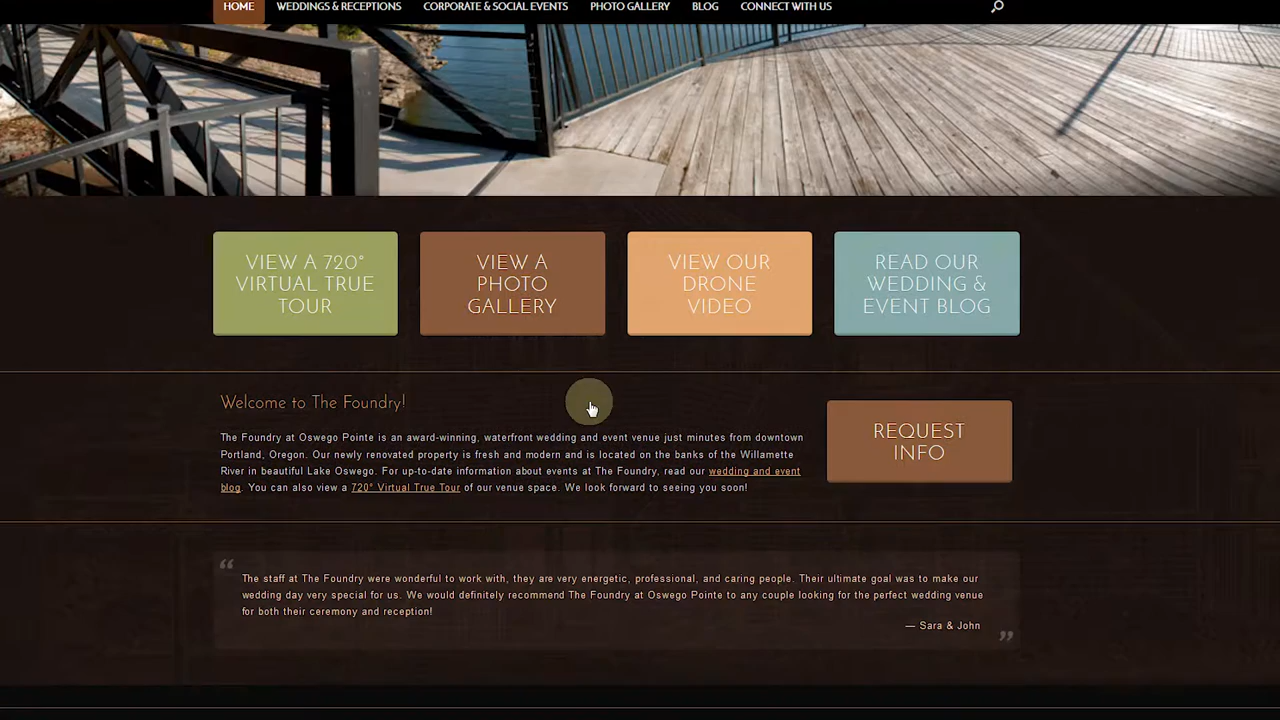 HOME WEDDINGS & RECEPTIONS CORPORATE & SOCIAL EVENTS PHOTO GALLERY BLOG CONNECT WITH US
VIEW A 720°
VIRTUAL TRUE
TOUR
VIEW A
PHOTO
GALLERY
VIEW OUR
DRONE
VIDEO
READ OUR
WEDDING &
EVENT BLOG
Welcome to The Foundry!
The Foundry at Oswego Pointe is an award-winning, waterfront wedding and event venue just minutes from downtown
Portland, Oregon. Our newly renovated property is fresh and modern and is located on the banks of the Willamette
River in beautiful Lake Oswego. For up-to-date information about events at The Foundry, read our wedding and event
blog. You can also view a 720° Virtual True Tour of our venue space. We look forward to seeing you soon!
REQUEST
INFO
“
The staff at The Foundry were wonderful to work with, they are very energetic, professional, and caring people. Their ultimate goal was to make our
wedding day very special for us. We would definitely recommend The Foundry at Oswego Pointe to any couple looking for the perfect wedding venue
for both their ceremony and reception!
— Sara & John
”